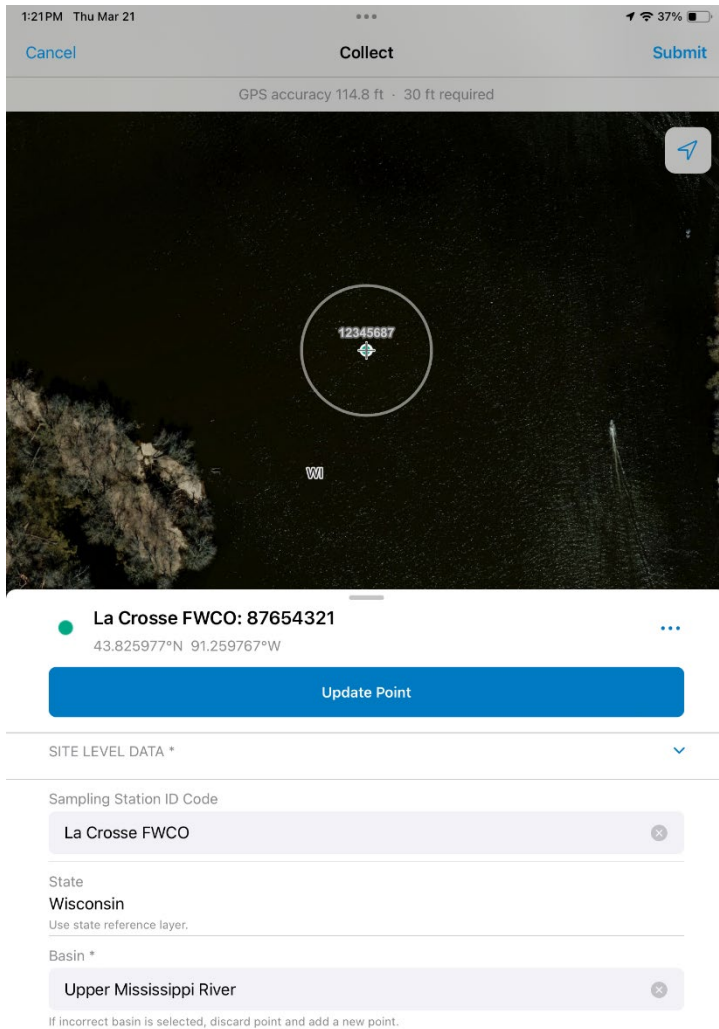 1:21PM Thu Mar 21
37%
Cancel
Collect
Submit
GPS accuracy 114.8 ft · 30 ft required
12345687
WI
La Crosse FWCO: 87654321
43.825977°N 91.259767°W
Update Point
SITE LEVEL DATA *
Sampling Station ID Code
La Crosse FWCO
State
Wisconsin
Use state reference layer.
Basin *
Upper Mississippi River
If incorrect basin is selected, discard point and add a new point.